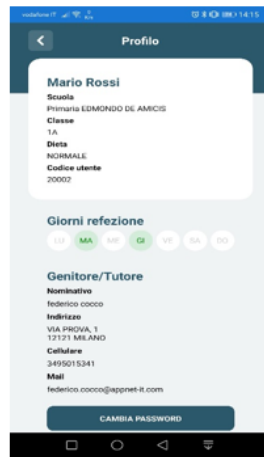 vodafone IT
14:15
Profilo
Mario Rossi
Scuola
Primaria EDMONDO DE AMICIS
Classe
1A
Dieta
NORMALE
Codice utente
20002
Giorni refezione
LU MA ME GI VE SA DO
Genitore/Tutore
Nominativo
federico cocco
Indirizzo
VIA PROVA, 1
12121 MILANO
Cellulare
3495015341
Mail
federico.cocco@appnet-it.com
CAMBIA PASSWORD